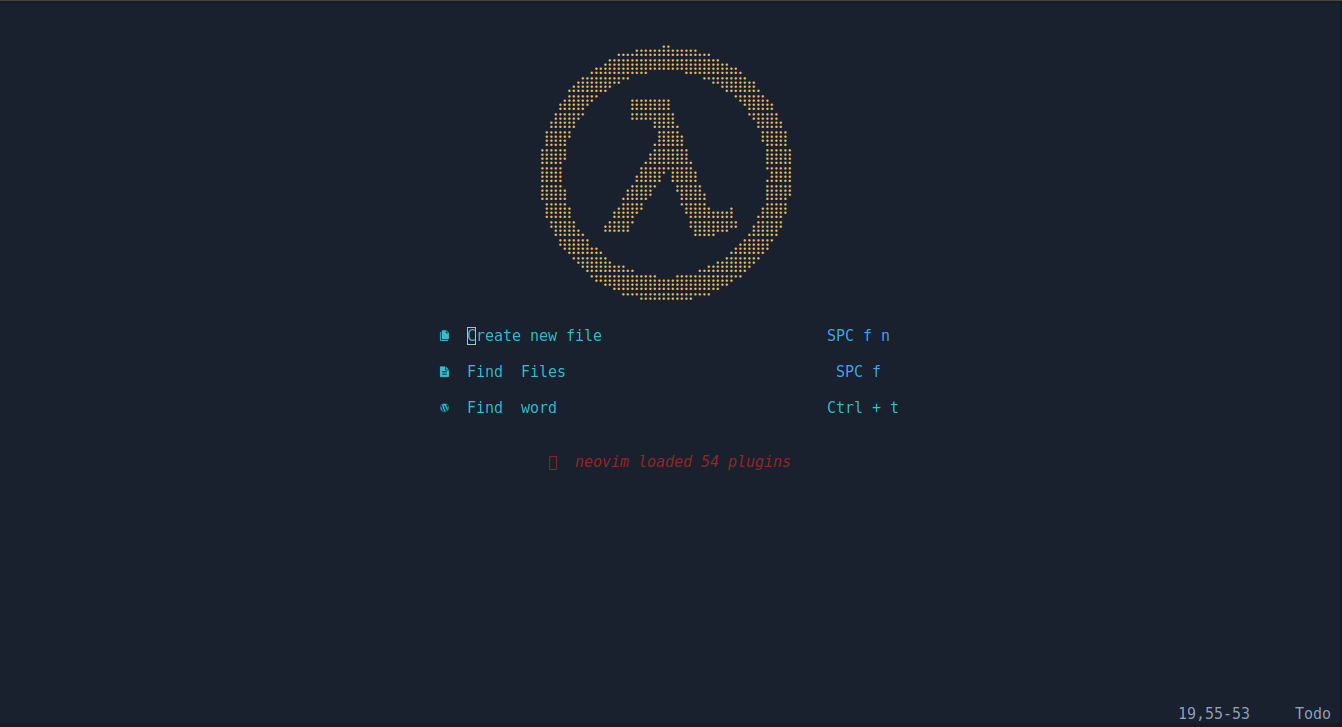 Create new file SPC f n
Find Files SPC f
Find word Ctrl + t
neovim loaded 54 plugins
19,55-53 Todo